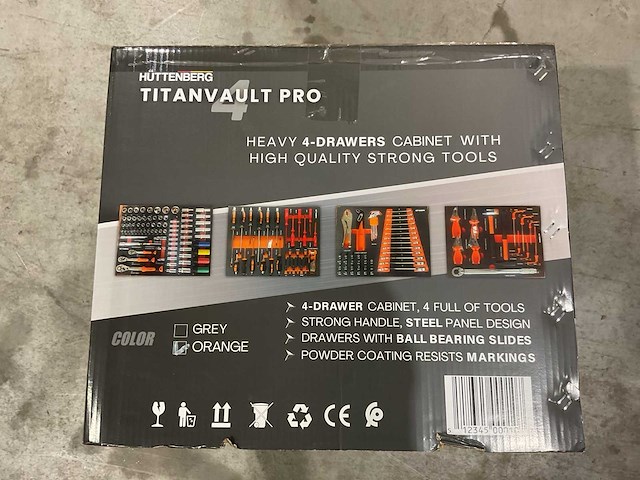 HÜTTENBERG
4
TITANVAULT PRO
HEAVY 4-DRAWERS CABINET WITH
HIGH QUALITY STRONG TOOLS
4-DRAWER CABINET, 4 FULL OF TOOLS
STRONG HANDLE, STEEL PANEL DESIGN
DRAWERS WITH BALL BEARING SLIDES
POWDER COATING RESISTS MARKINGS
COLOR
GREY
ORANGE
CE